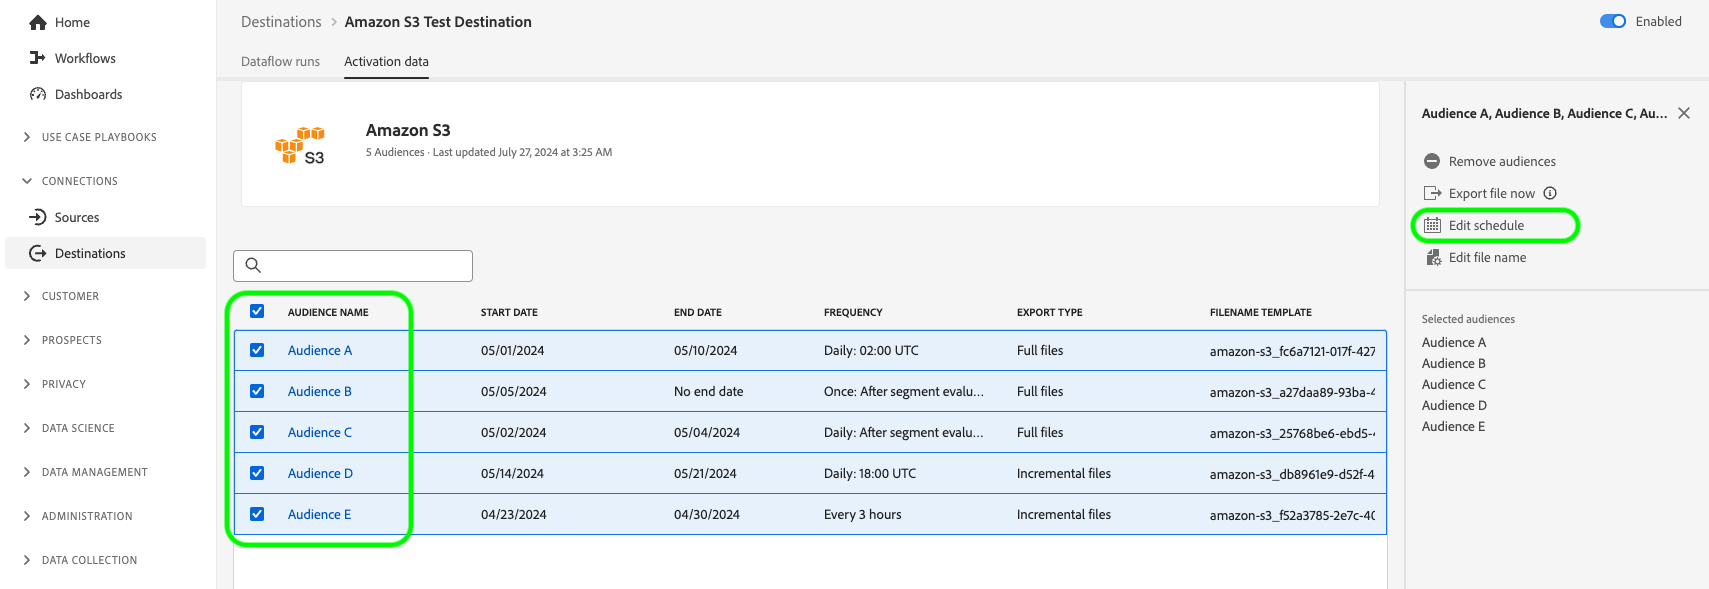 Home
Workflows
Dashboards
USE CASE PLAYBOOKS
CONNECTIONS
Sources
Destinations
CUSTOMER
PROSPECTS
PRIVACY
DATA SCIENCE
DATA MANAGEMENT
ADMINISTRATION
DATA COLLECTION
Destinations > Amazon S3 Test Destination
Enabled
Dataflow runs Activation data
S3
Amazon S3
5 Audiences · Last updated July 27, 2024 at 3:25 AM
AUDIENCE NAME START DATE END DATE FREQUENCY EXPORT TYPE FILENAME TEMPLATE
Audience A 05/01/2024 05/10/2024 Daily: 02:00 UTC Full files amazon-s3_fc6a7121-017f-427
Audience B 05/05/2024 No end date Once: After segment evalu... Full files amazon-s3_a27daa89-93ba-4
Audience C 05/02/2024 05/04/2024 Daily: After segment evalu... Full files amazon-s3_25768be6-ebd5-4
Audience D 05/14/2024 05/21/2024 Daily: 18:00 UTC Incremental files amazon-s3_db8961e9-d52f-4
Audience E 04/23/2024 04/30/2024 Every 3 hours Incremental files amazon-s3_f52a3785-2e7c-40
Audience A, Audience B, Audience C, Au...
Remove audiences
Export file now
Edit schedule
Edit file name
Selected audiences
Audience A
Audience B
Audience C
Audience D
Audience E